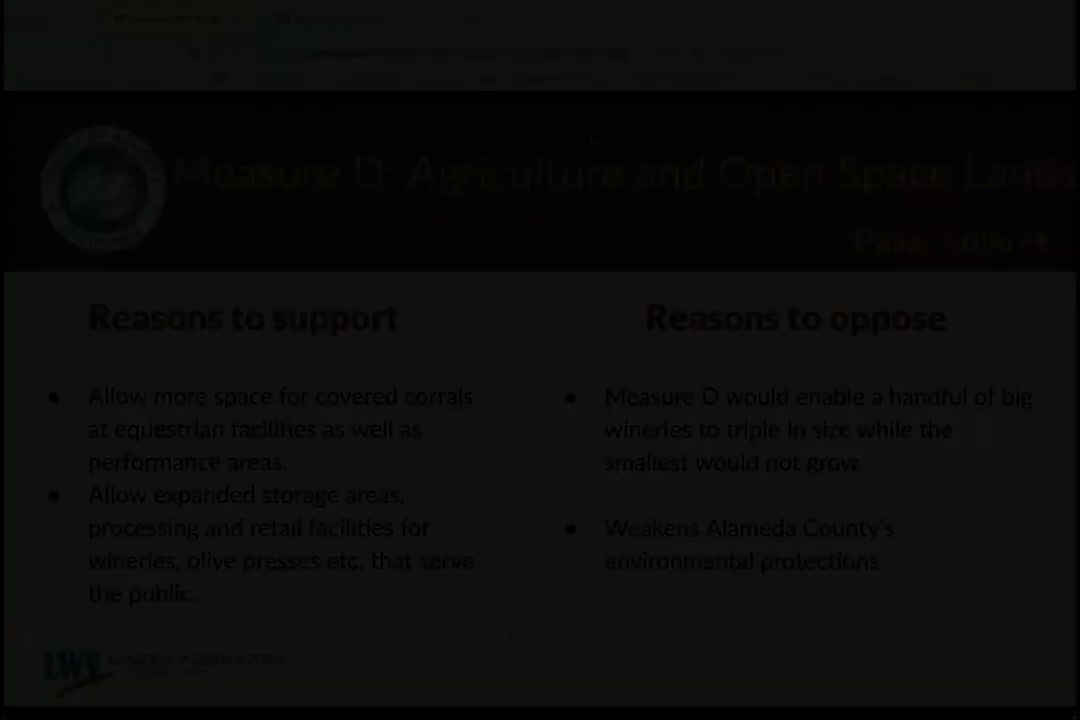 Measure D: Agriculture and Open Space Lands
Reasons to support
● Allow more space for covered corrals
at equestrian facilities as well as
performance areas.
● Allow expanded storage areas,
processing and retail facilities for
wineries, olive presses etc. that serve
the public.
Reasons to oppose
● Measure D would enable a handful of big
wineries to triple in size while the
smallest would not grow.
● Weakens Alameda County's
environmental protections
LWV